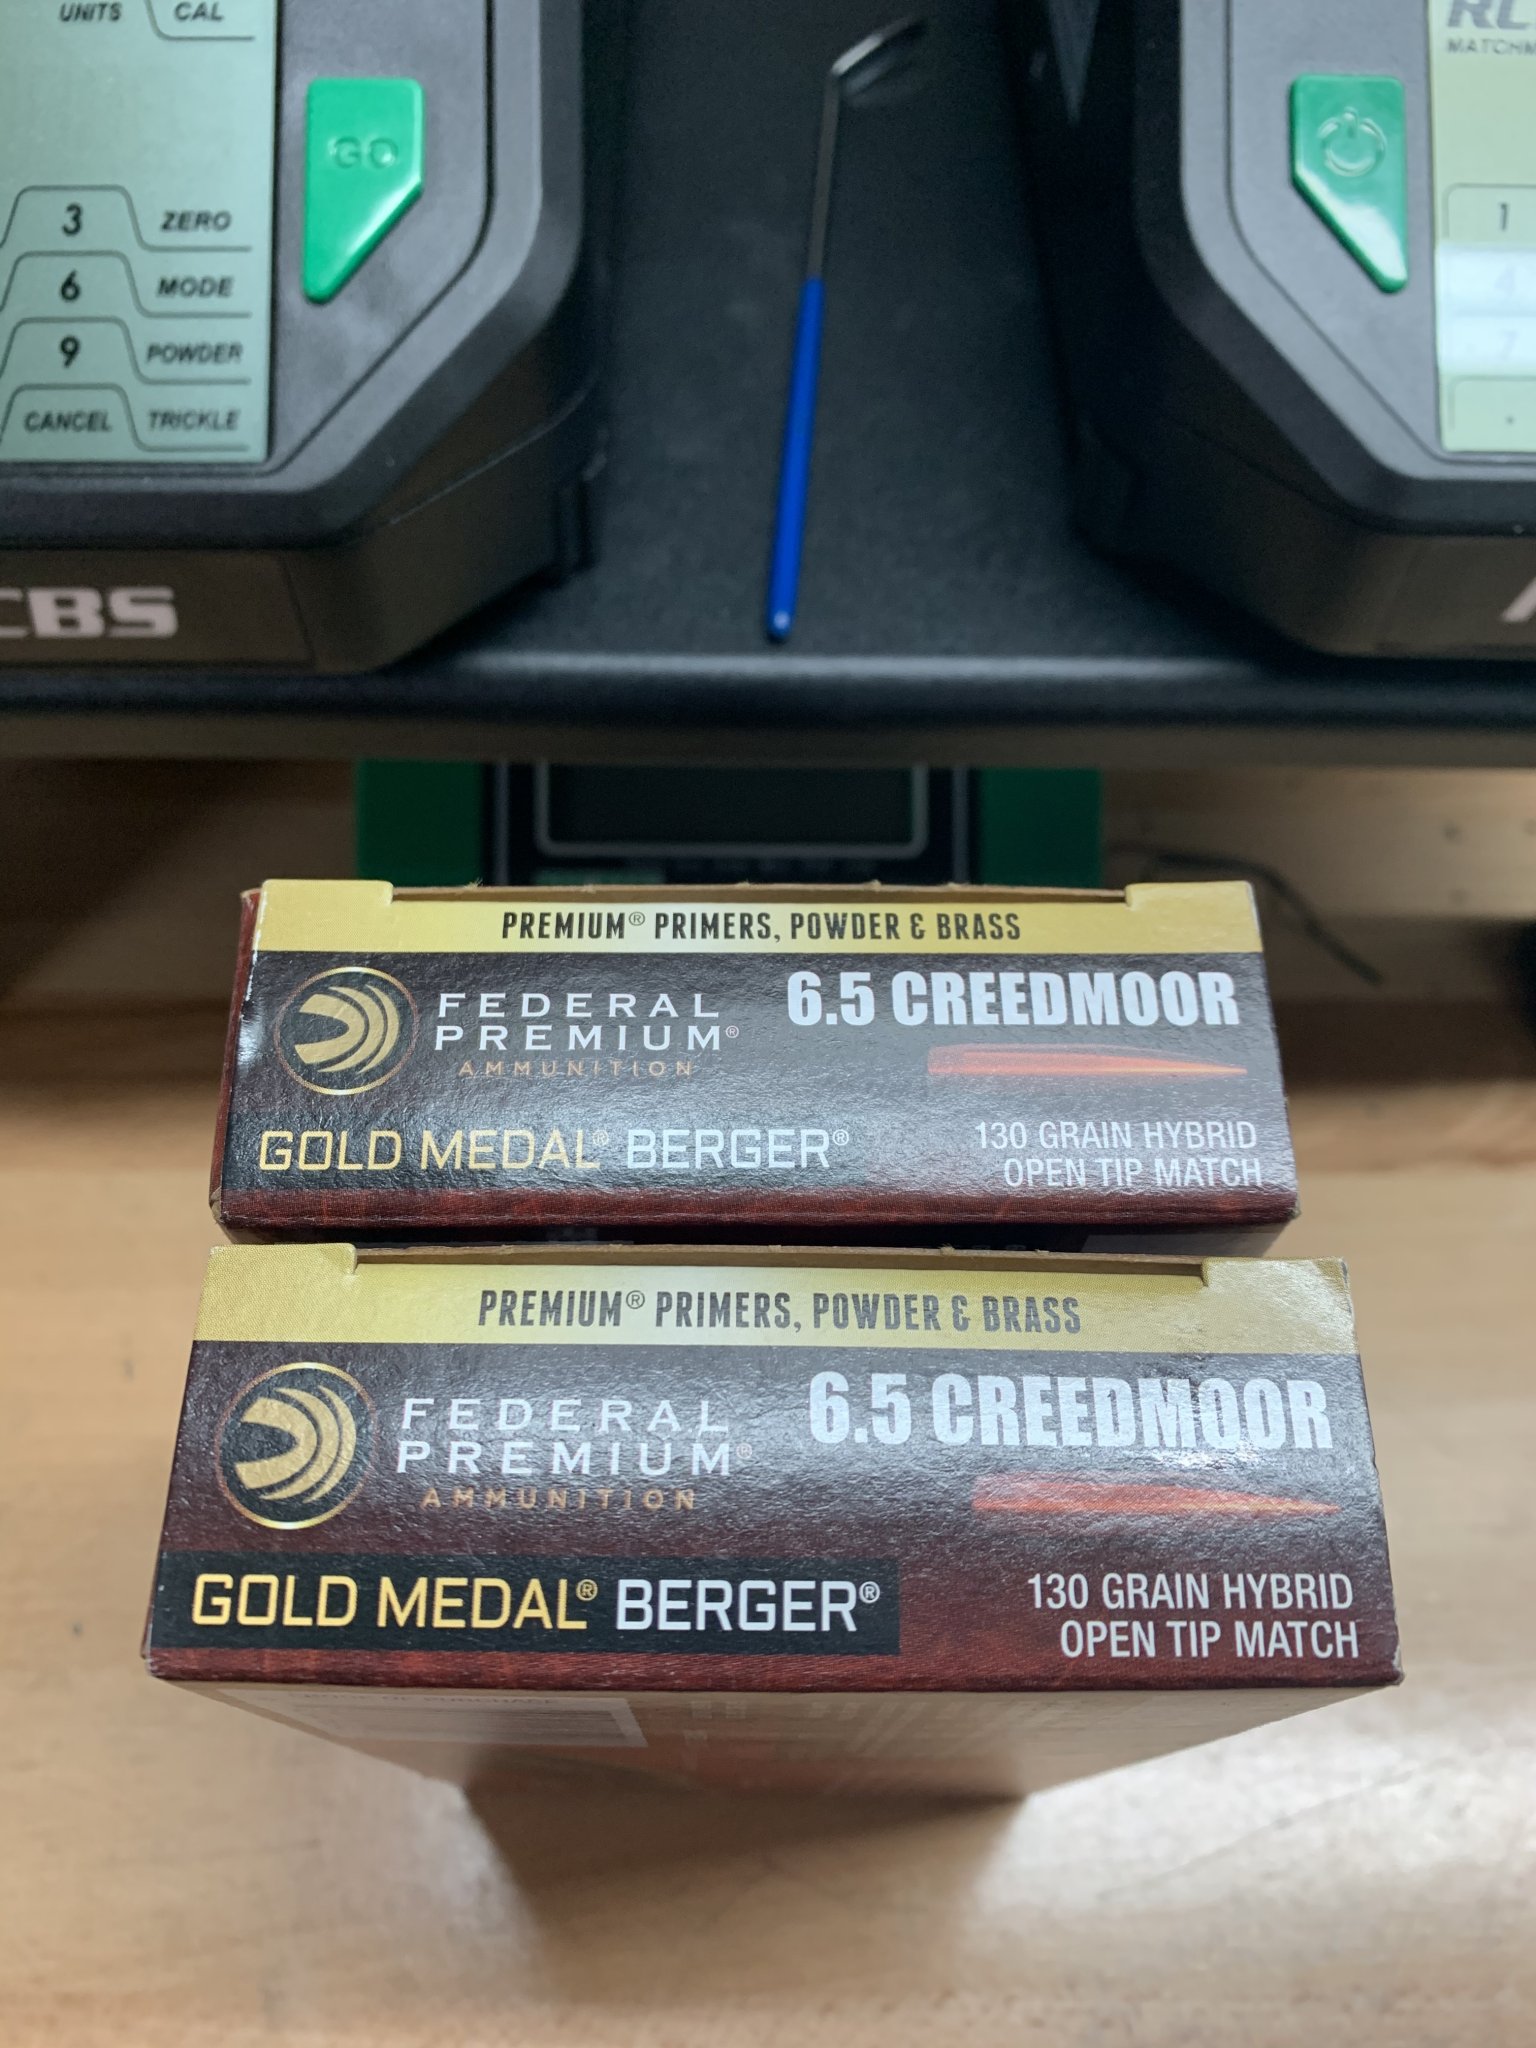 UNITS CAL
GO
3 ZERO
6 MODE
9 POWDER
CANCEL TRICKLE
CBS
1
4
7
.
PREMIUM® PRIMERS, POWDER & BRASS
FEDERAL
PREMIUM®
AMMUNITION
6.5 CREEDMOOR
GOLD MEDAL® BERGER®
130 GRAIN HYBRID
OPEN TIP MATCH
PREMIUM® PRIMERS, POWDER & BRASS
FEDERAL
PREMIUM®
AMMUNITION
6.5 CREEDMOOR
GOLD MEDAL® BERGER®
130 GRAIN HYBRID
OPEN TIP MATCH